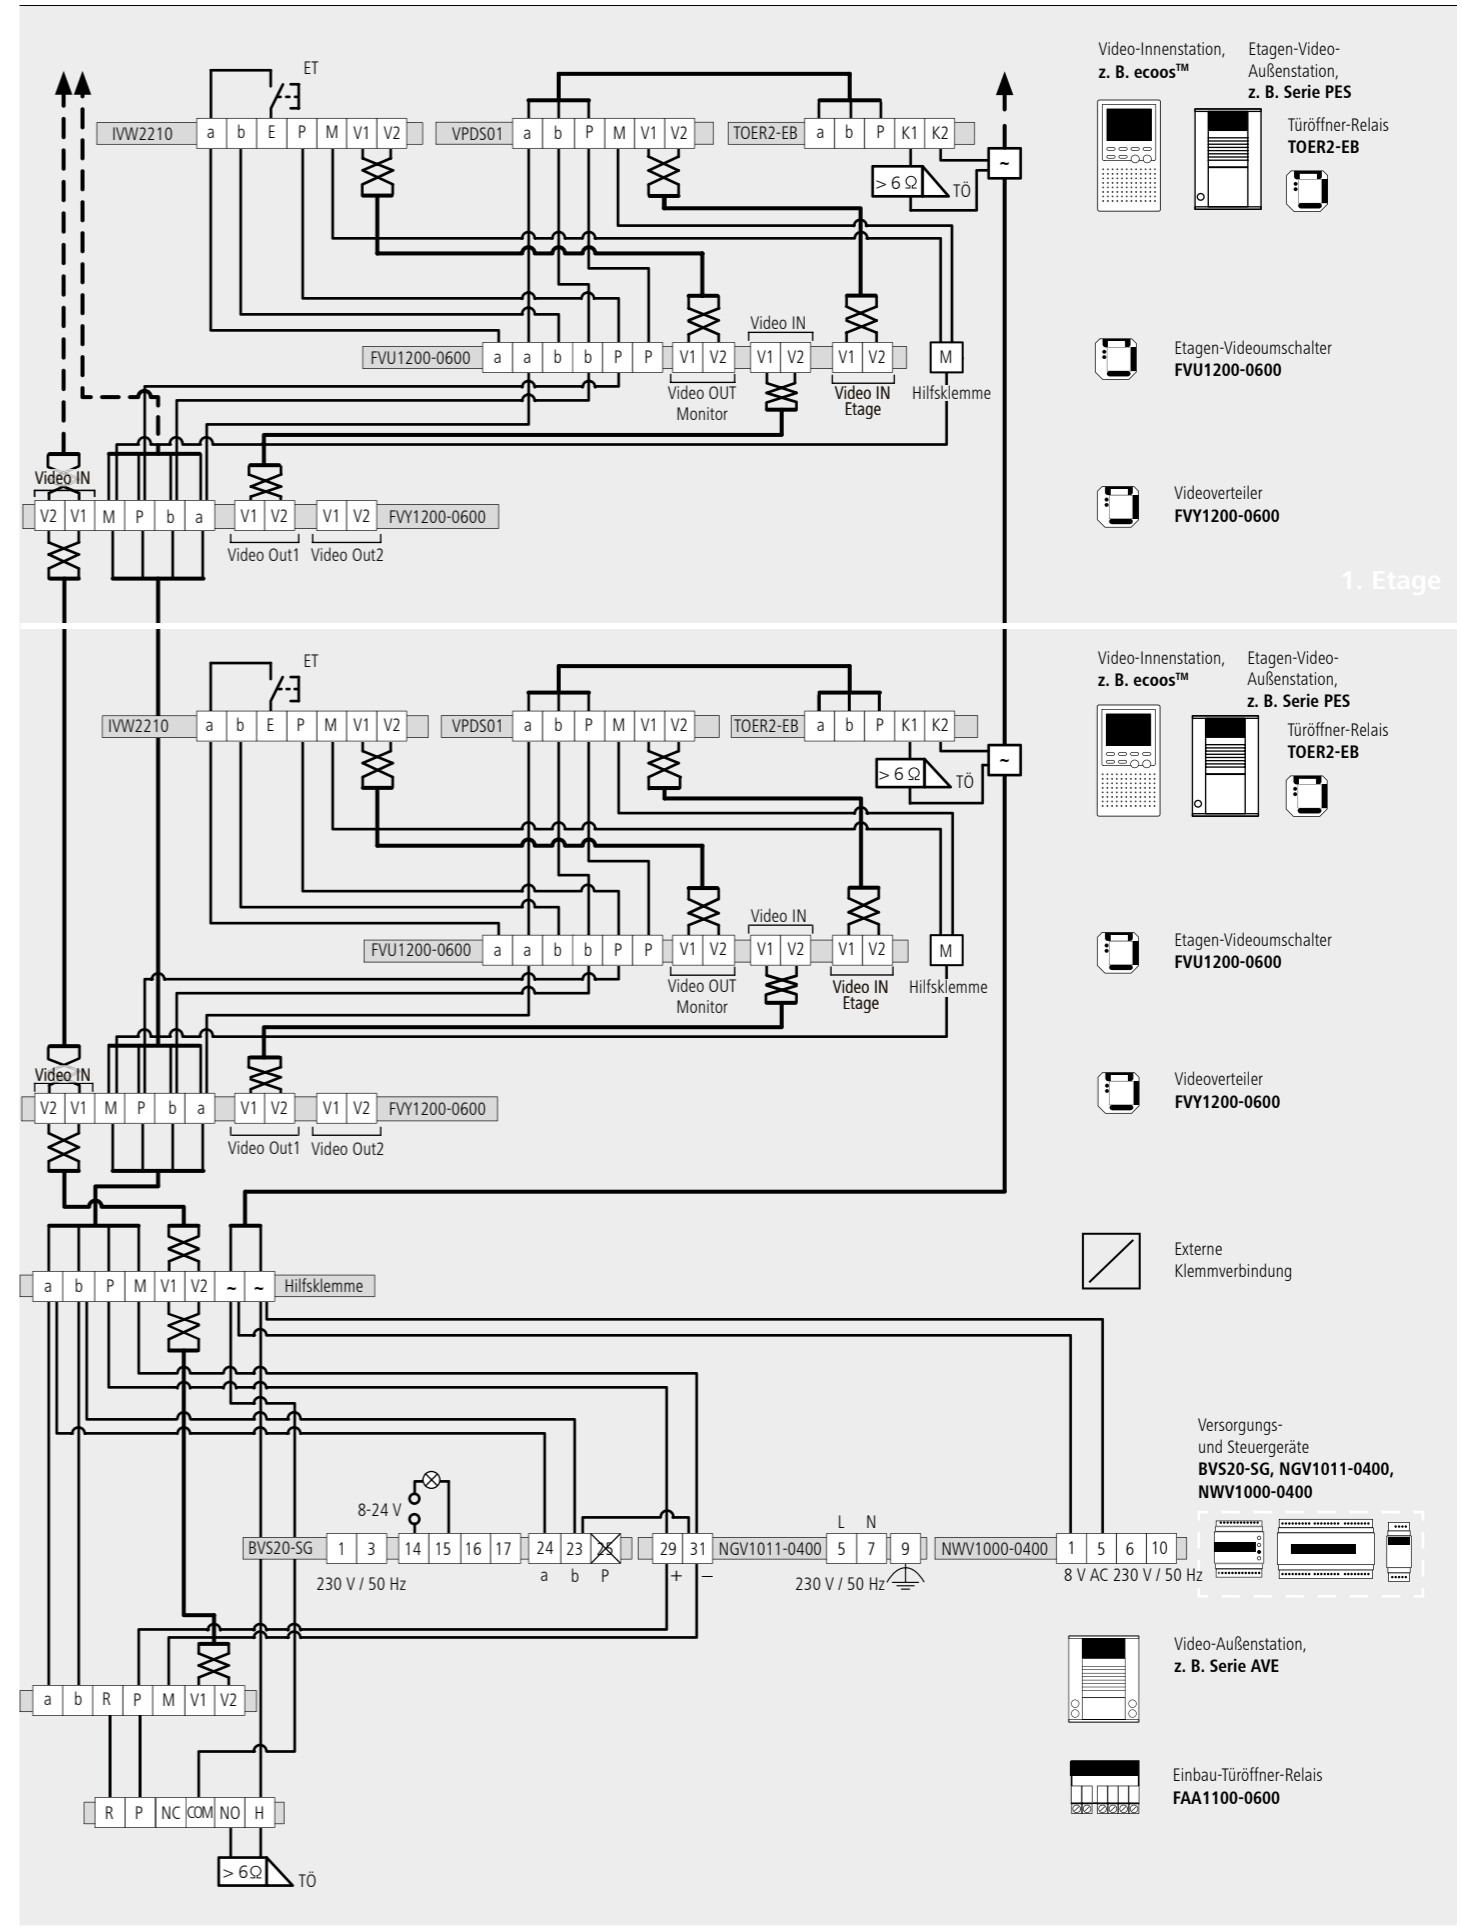 ET
IVW2210 a b E P M V1 V2
VPDS01 a b P M V1 V2
TOER2-EB a b P K1 K2
~
> 6 Ω TÖ
Video-Innenstation,
z. B. ecoos™
Etagen-Video-
Außenstation,
z. B. Serie PES
Türöffner-Relais
TOER2-EB
Video IN
FVU1200-0600 a a b b P P V1 V2 V1 V2 V1 V2 M
Video OUT
Monitor
Video IN
Etage
Hilfsklemme
Etagen-Videoumschalter
FVU1200-0600
Video IN
V2 V1 M P b a V1 V2 V1 V2 FVY1200-0600
Video Out1 Video Out2
Videoverteiler
FVY1200-0600
1. Etage
ET
IVW2210 a b E P M V1 V2
VPDS01 a b P M V1 V2
TOER2-EB a b P K1 K2
~
> 6 Ω TÖ
Video-Innenstation,
z. B. ecoos™
Etagen-Video-
Außenstation,
z. B. Serie PES
Türöffner-Relais
TOER2-EB
Video IN
FVU1200-0600 a a b b P P V1 V2 V1 V2 V1 V2 M
Video OUT
Monitor
Video IN
Etage
Hilfsklemme
Etagen-Videoumschalter
FVU1200-0600
Video IN
V2 V1 M P b a V1 V2 V1 V2 FVY1200-0600
Video Out1 Video Out2
Videoverteiler
FVY1200-0600
a b P M V1 V2 ~ ~ Hilfsklemme
Externe
Klemmverbindung
8-24 V
L N
BVS20-SG 1 3 14 15 16 17 24 23 25 29 31 NGV1011-0400 5 7 9 NWV1000-0400 1 5 6 10
230 V / 50 Hz a b P + – 230 V / 50 Hz 8 V AC 230 V / 50 Hz
Versorgungs-
und Steuergeräte
BVS20-SG, NGV1011-0400,
NWV1000-0400
a b R P M V1 V2
Video-Außenstation,
z. B. Serie AVE
R P NC COM NO H
> 6Ω TÖ
Einbau-Türöffner-Relais
FAA1100-0600